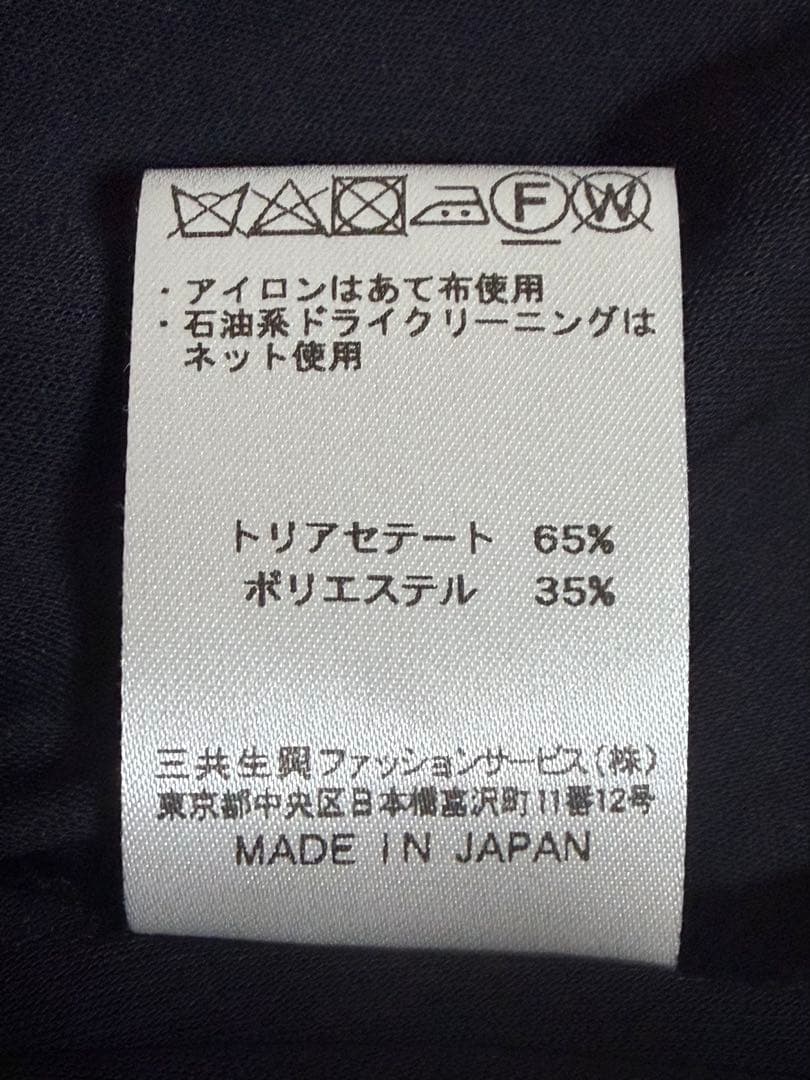 F W
・アイロンはあて布使用
・石油系ドライクリーニングは
ネット使用
トリアセテート 65%
ポリエステル 35%
三共生興ファッションサービス(株)
東京都中央区日本橋富沢町11番12号
MADE IN JAPAN